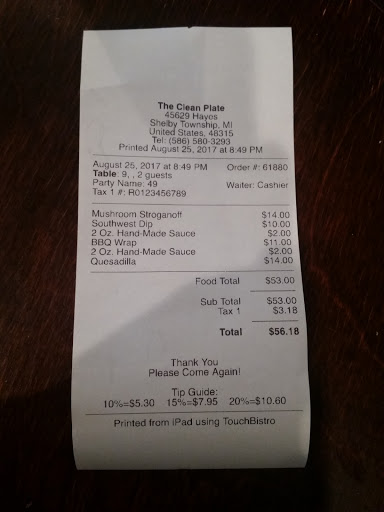 The Clean Plate
45629 Hayes
Shelby Township, MI
United States, 48315
Tel: (586) 580-3293
Printed August 25, 2017 at 8:49 PM
August 25, 2017 at 8:49 PM Order #: 61880
Table: 9, , 2 guests
Party Name: 49 Waiter: Cashier
Tax 1 #: R0123456789
Mushroom Stroganoff $14.00
Southwest Dip $10.00
2 Oz. Hand-Made Sauce $2.00
BBQ Wrap $11.00
2 Oz. Hand-Made Sauce $2.00
Quesadilla $14.00
Food Total $53.00
Sub Total $53.00
Tax 1 $3.18
Total $56.18
Thank You
Please Come Again!
Tip Guide:
10%=$5.30 15%=$7.95 20%=$10.60
Printed from iPad using TouchBistro